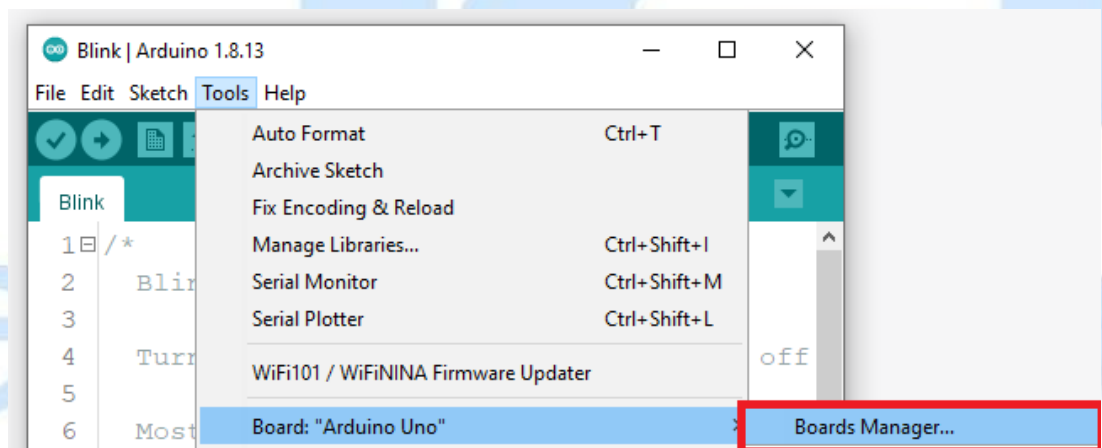 Blink | Arduino 1.8.13
File Edit Sketch Tools Help
Auto Format Ctrl+T
Archive Sketch
Blink
Fix Encoding & Reload
1 /* Manage Libraries... Ctrl+Shift+I
2 Serial Monitor Ctrl+Shift+M
3 Serial Plotter Ctrl+Shift+L
4 off
WiFi101 / WiFiNINA Firmware Updater
5
6 Most Board: "Arduino Uno" Boards Manager...